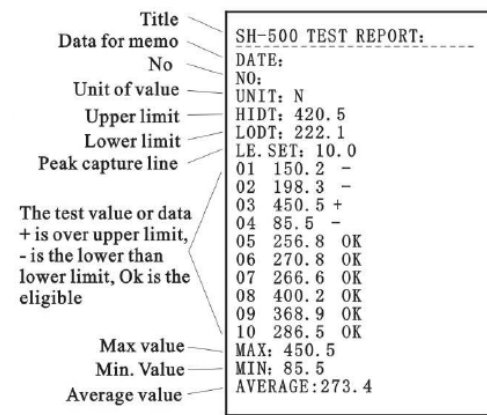 Title
Data for memo
No
Unit of value
Upper limit
Lower limit
Peak capture line
The test value or data
+ is over upper limit,
- is the lower than
lower limit, Ok is the
eligible
Max value
Min. Value
Average value
SH-500 TEST REPORT:
DATE:
NO:
UNIT: N
HIDT: 420.5
LODT: 222.1
LE.SET: 10.0
01 150.2 -
02 198.3 -
03 450.5 +
04 85.5 -
05 256.8 OK
06 270.8 OK
07 266.6 OK
08 400.2 OK
09 368.9 OK
10 286.5 OK
MAX: 450.5
MIN: 85.5
AVERAGE:273.4